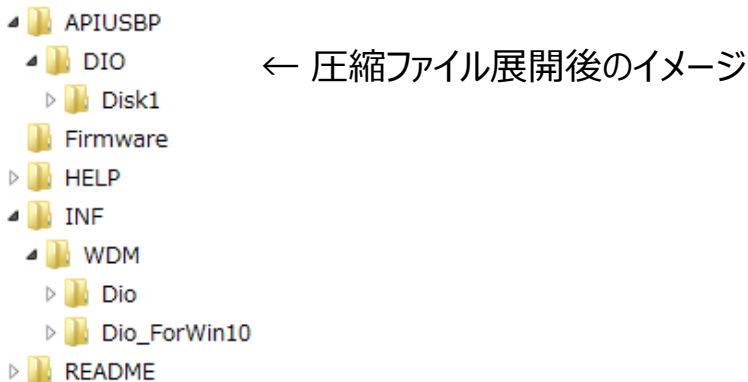 APIUSBP
DIO ← 圧縮ファイル展開後のイメージ
Disk1
Firmware
HELP
INF
WDM
Dio
Dio_ForWin10
README